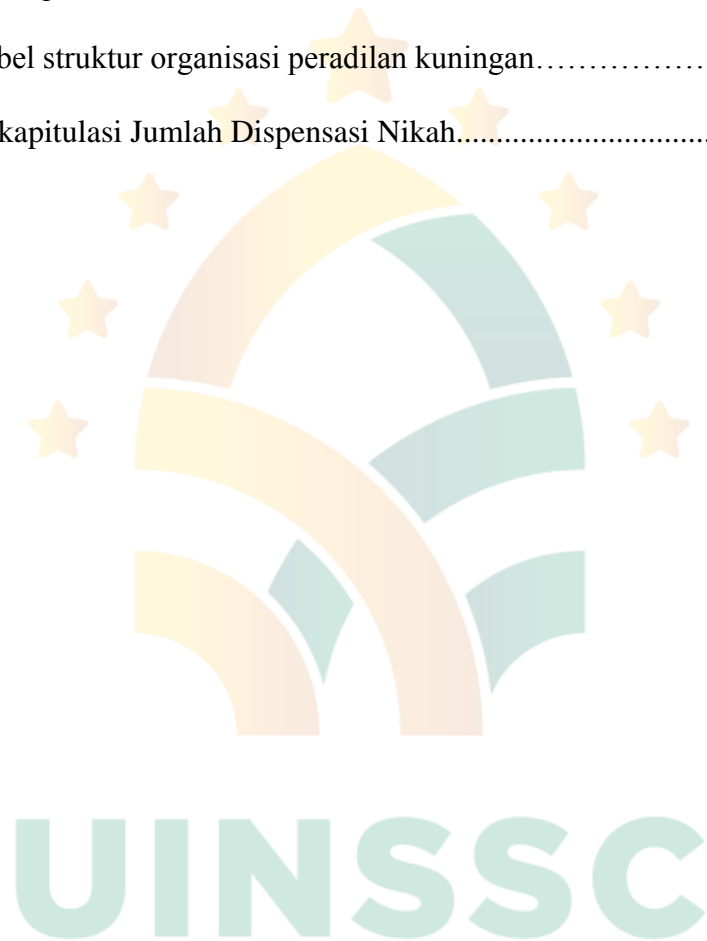 bel struktur organisasi peradilan kuningan………………
kapitulasi Jumlah Dispensasi Nikah................................
UINSSC